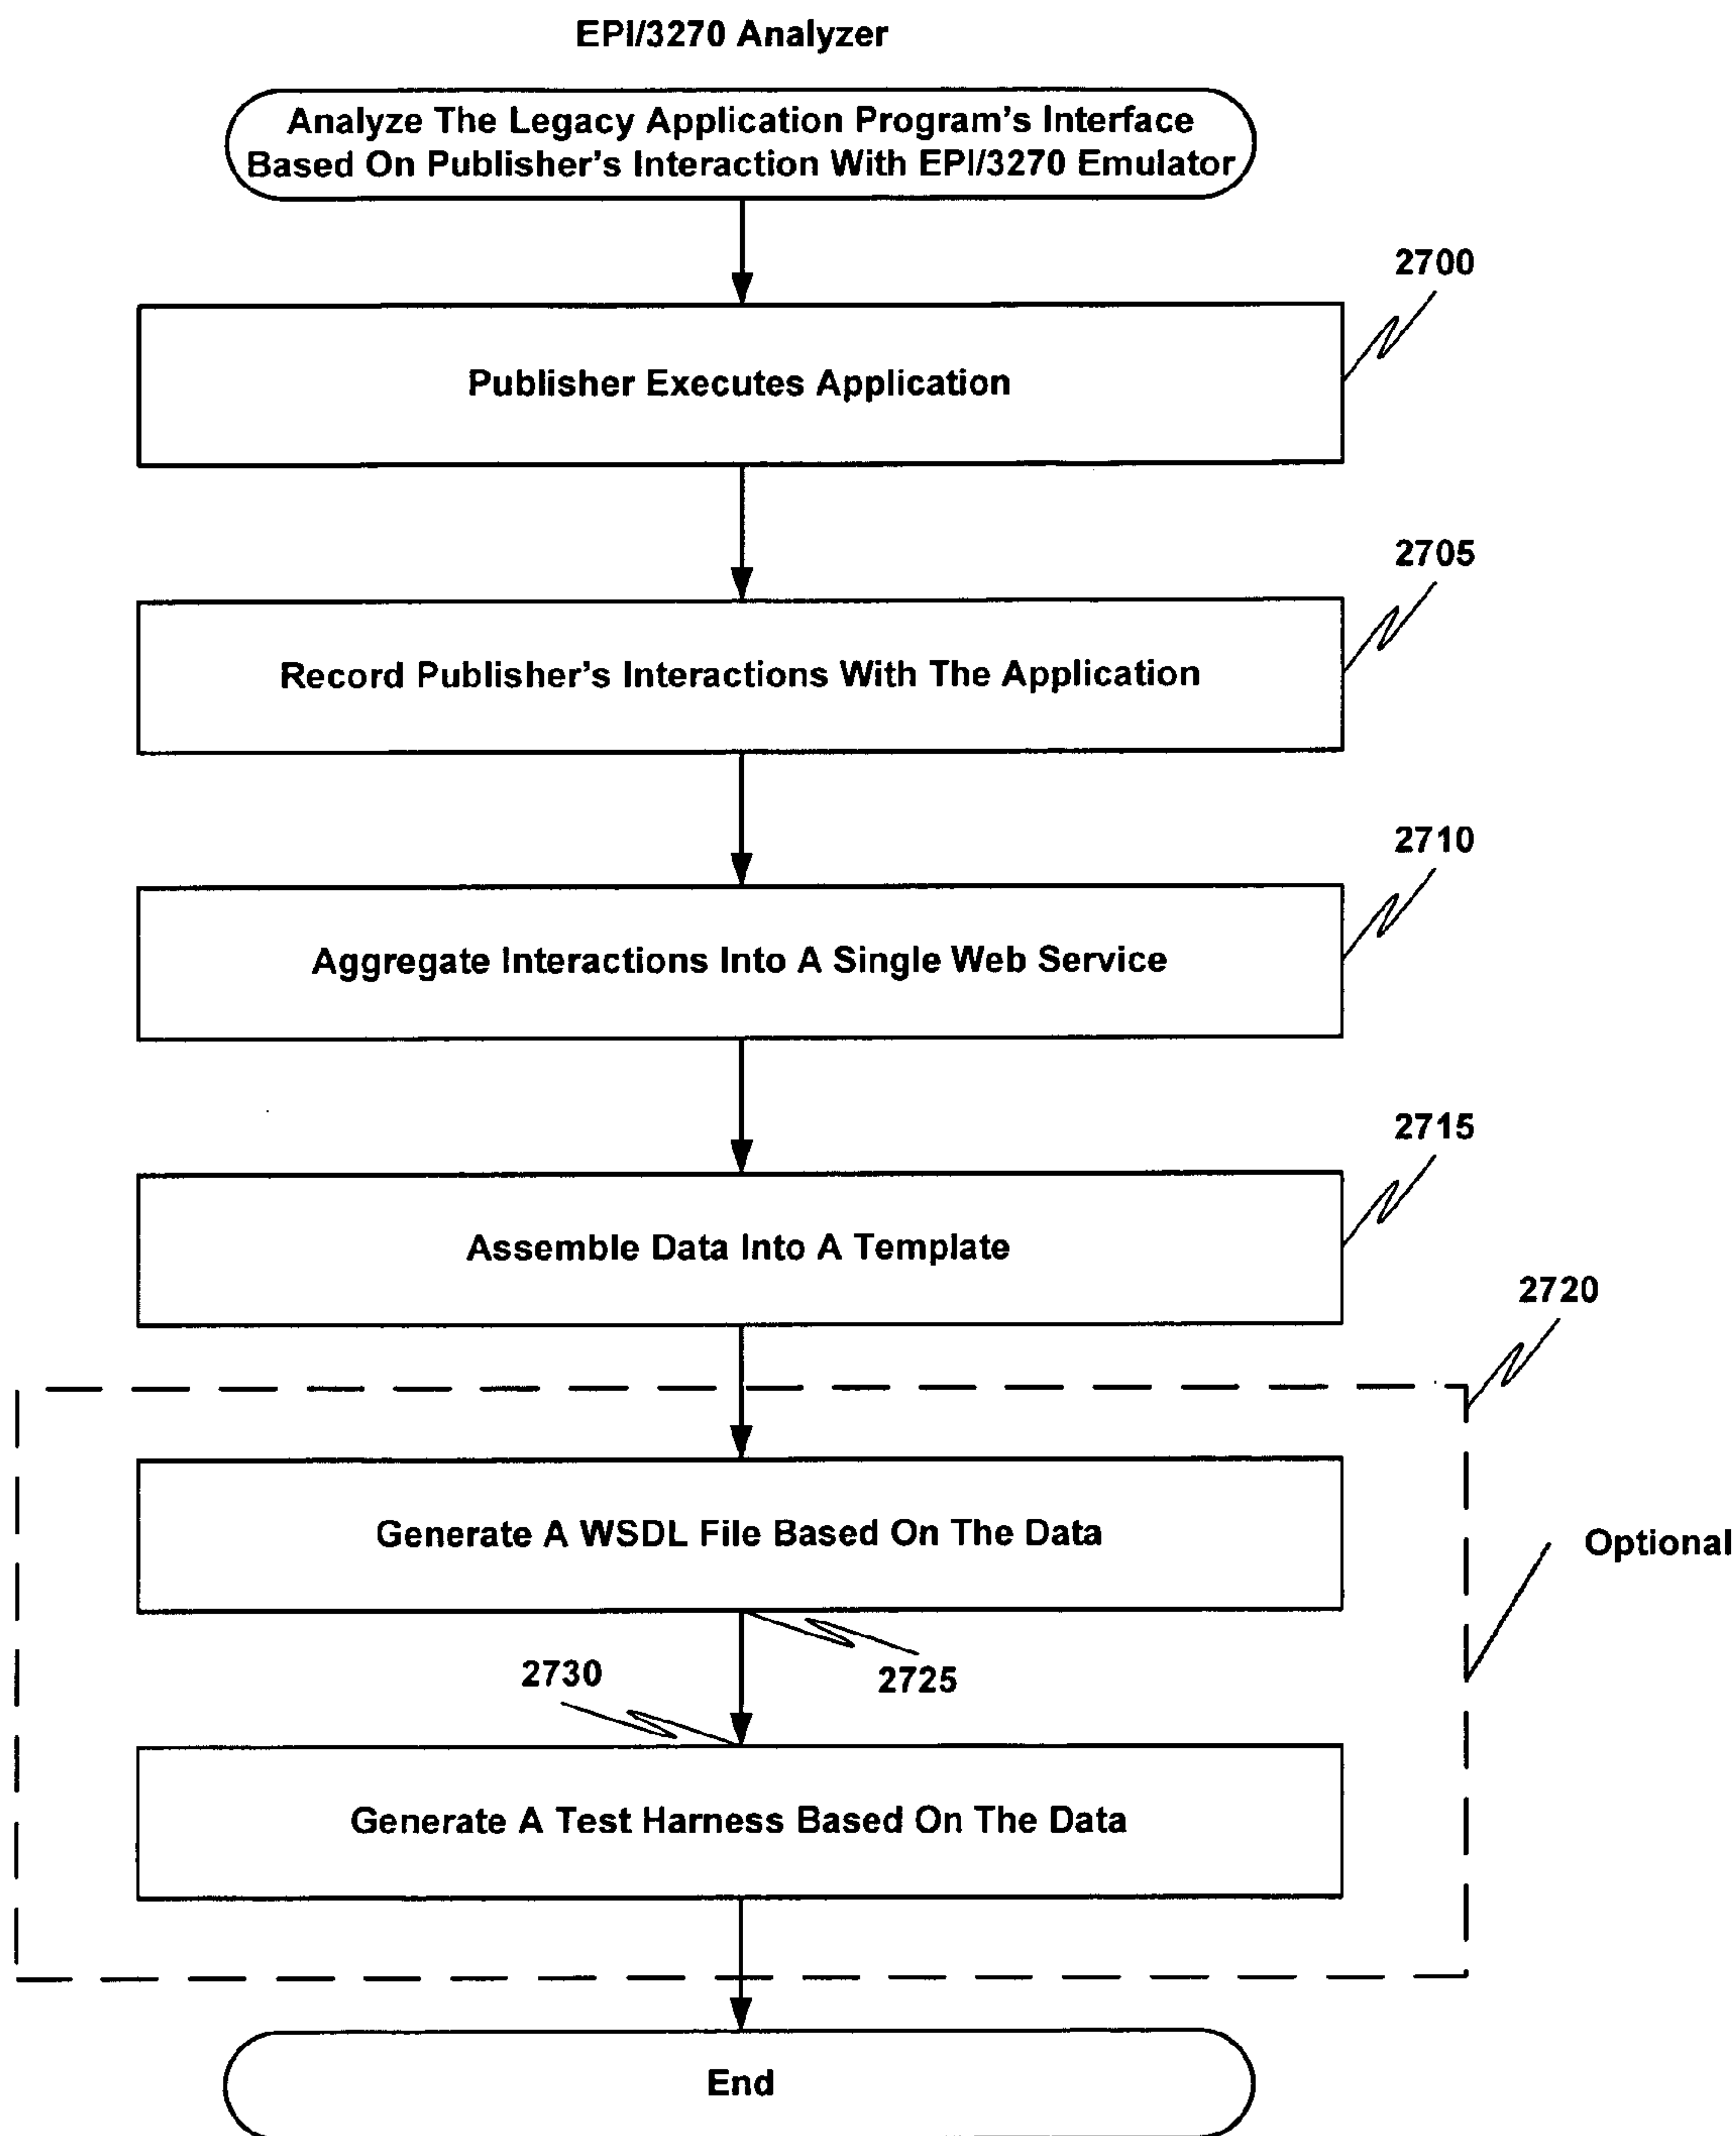 EPI/3270 Analyzer
Analyze The Legacy Application Program's Interface
Based On Publisher's Interaction With EPI/3270 Emulator
2700
Publisher Executes Application
2705
Record Publisher's Interactions With The Application
2710
Aggregate Interactions Into A Single Web Service
2715
Assemble Data Into A Template
2720
Generate A WSDL File Based On The Data
Optional
2730
2725
Generate A Test Harness Based On The Data
End